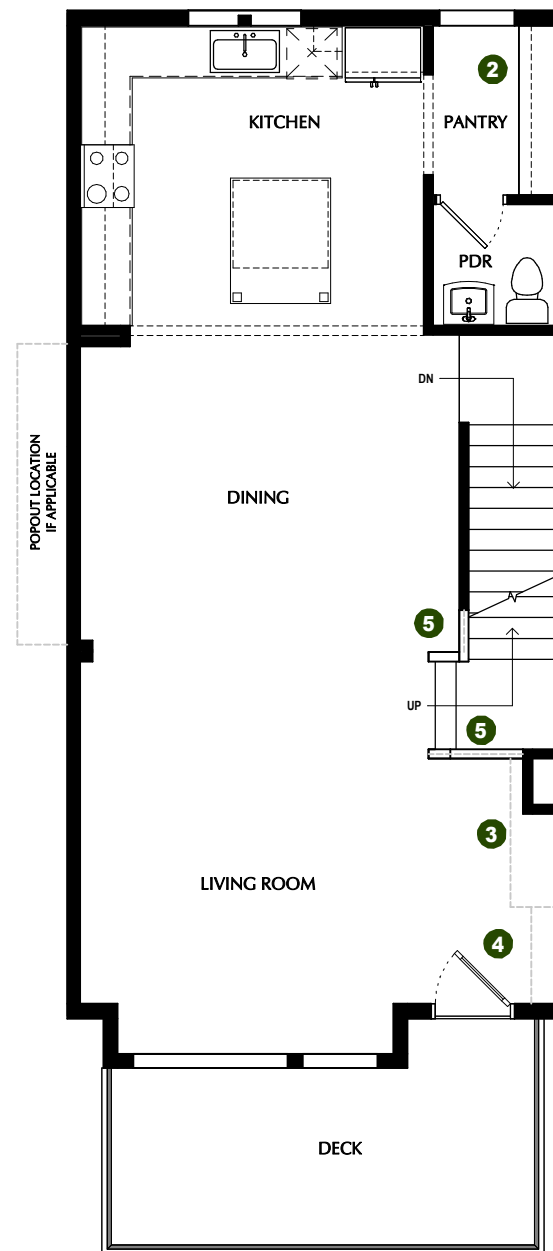 2
KITCHEN
PANTRY
PDR
DN
POPOUT LOCATION
IF APPLICABLE
DINING
5
UP
5
3
LIVING ROOM
4
DECK